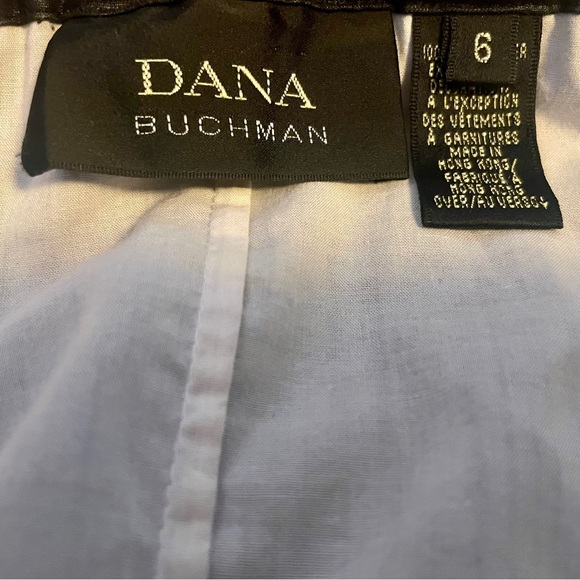 DANA
BUCHMAN
6
À L'EXCEPTION
DES VÊTEMENTS
À GARNITURES
MADE IN
HONG KONG/
FABRIQUÉ À
HONG KONG
OVER/AU VERSO